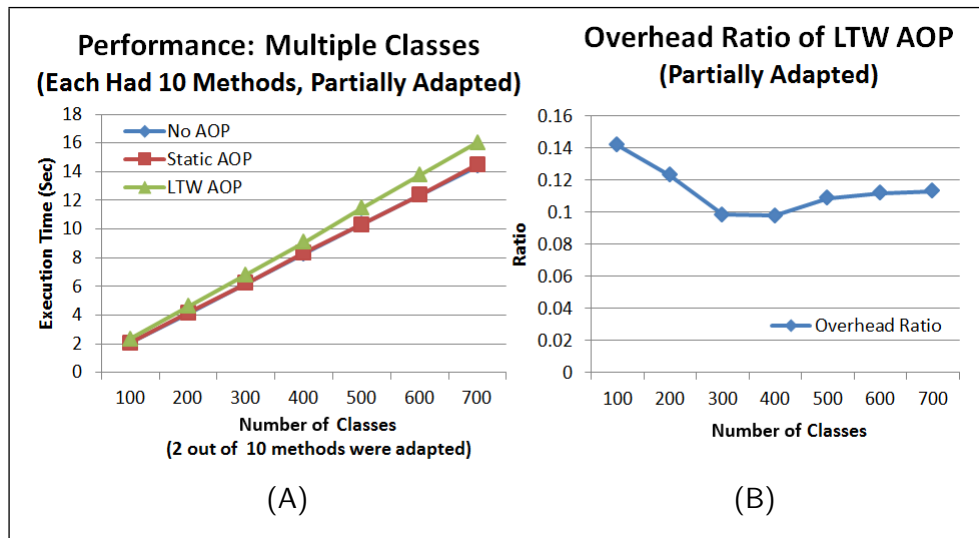 Performance: Multiple Classes
(Each Had 10 Methods, Partially Adapted)
18
16
14
12
10
8
6
4
2
0
Execution Time (Sec)
No AOP
Static AOP
LTW AOP
100 200 300 400 500 600 700
Number of Classes
(2 out of 10 methods were adapted)
(A)
Overhead Ratio of LTW AOP
(Partially Adapted)
0.16
0.14
0.12
0.1
0.08
0.06
0.04
0.02
0
Ratio
Overhead Ratio
100 200 300 400 500 600 700
Number of Classes
(B)